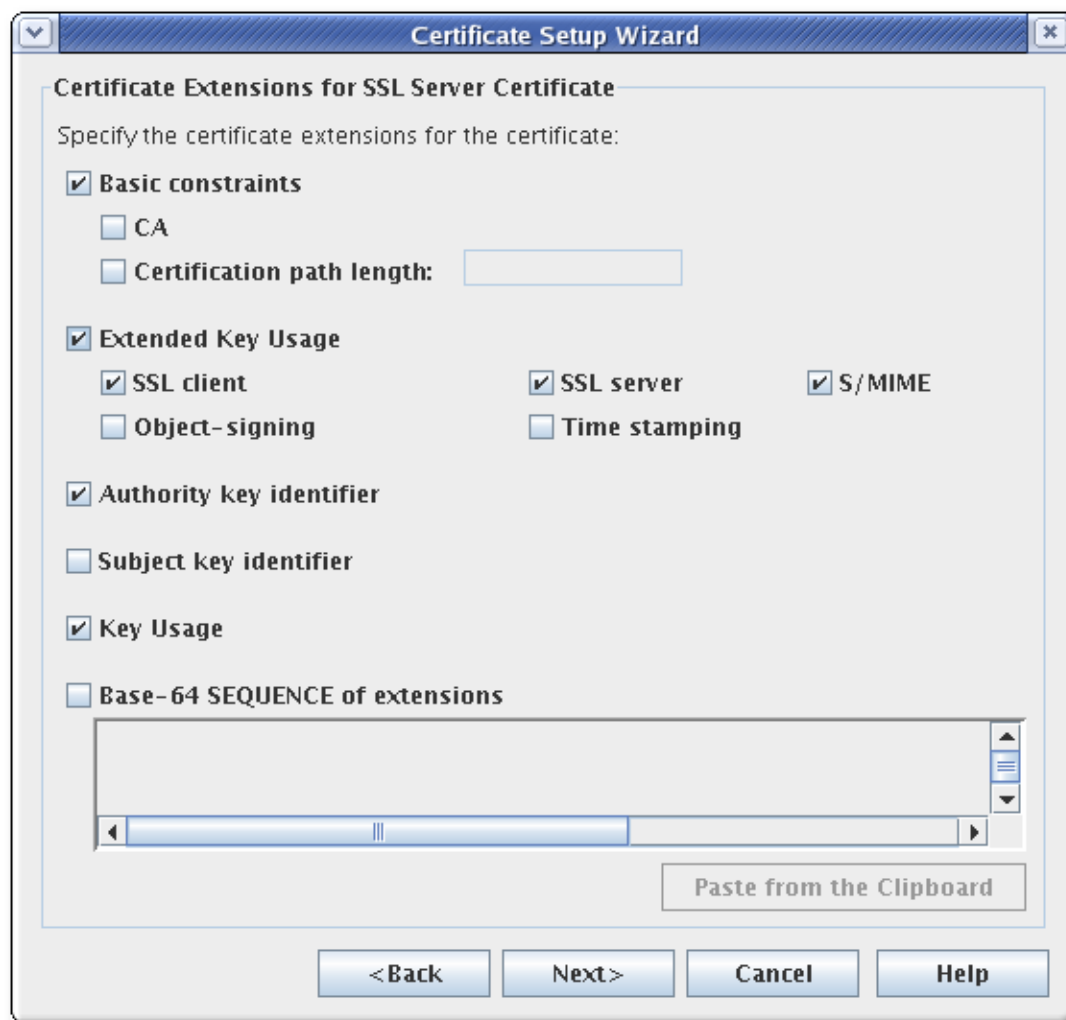 Certificate Setup Wizard
Certificate Extensions for SSL Server Certificate
Specify the certificate extensions for the certificate:
Basic constraints
CA
Certification path length:
Extended Key Usage
SSL client SSL server S/MIME
Object-signing Time stamping
Authority key identifier
Subject key identifier
Key Usage
Base-64 SEQUENCE of extensions
Paste from the Clipboard
<Back Next> Cancel Help